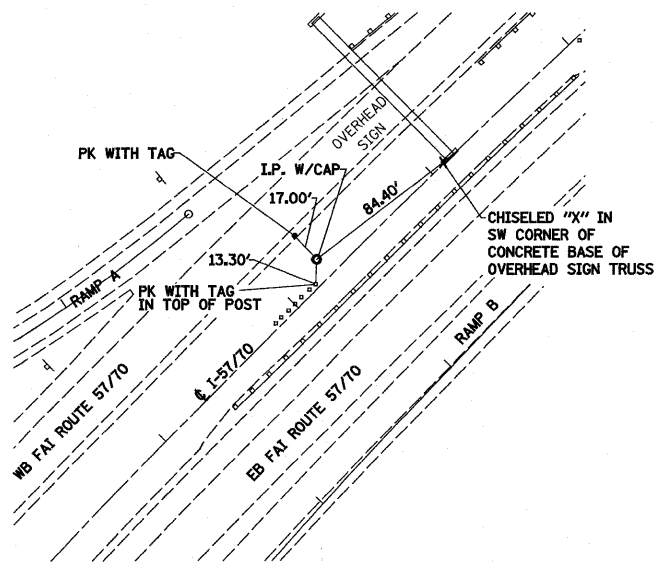 OVERHEAD
SIGN
PK WITH TAG
I.P. W/CAP
17.00'
84.40'
CHISELED "X" IN
SW CORNER OF
CONCRETE BASE OF
OVERHEAD SIGN TRUSS
13.30'
RAMP A
PK WITH TAG
IN TOP OF POST
RAMP B
℄ I-57/70
WB FAI ROUTE 57/70
EB FAI ROUTE 57/70